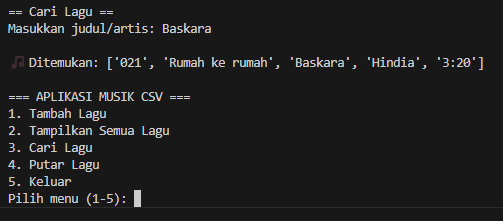 == Cari Lagu ==
Masukkan judul/artis: Baskara
🎵 Ditemukan: ['021', 'Rumah ke rumah', 'Baskara', 'Hindia', '3:20']
=== APLIKASI MUSIK CSV ===
1. Tambah Lagu
2. Tampilkan Semua Lagu
3. Cari Lagu
4. Putar Lagu
5. Keluar
Pilih menu (1-5):